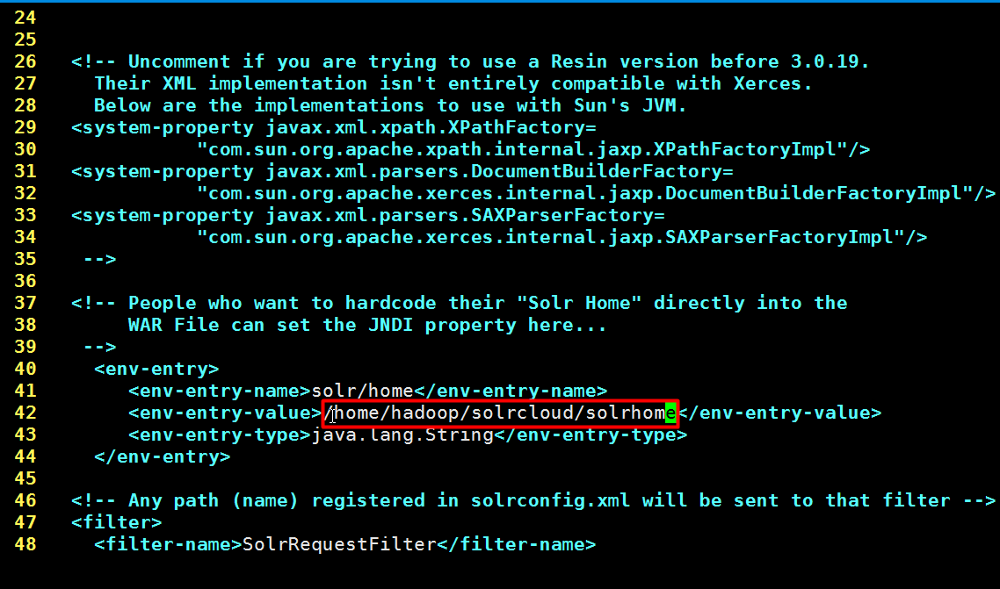 24
25
26 <!-- Uncomment if you are trying to use a Resin version before 3.0.19.
27 Their XML implementation isn't entirely compatible with Xerces.
28 Below are the implementations to use with Sun's JVM.
29 <system-property javax.xml.xpath.XPathFactory=
30 "com.sun.org.apache.xpath.internal.jaxp.XPathFactoryImpl"/>
31 <system-property javax.xml.parsers.DocumentBuilderFactory=
32 "com.sun.org.apache.xerces.internal.jaxp.DocumentBuilderFactoryImpl"/>
33 <system-property javax.xml.parsers.SAXParserFactory=
34 "com.sun.org.apache.xerces.internal.jaxp.SAXParserFactoryImpl"/>
35 -->
36
37 <!-- People who want to hardcode their "Solr Home" directly into the
38 WAR File can set the JNDI property here...
39 -->
40 <env-entry>
41 <env-entry-name>solr/home</env-entry-name>
42 <env-entry-value>/home/hadoop/solrcloud/solrhome</env-entry-value>
43 <env-entry-type>java.lang.String</env-entry-type>
44 </env-entry>
45
46 <!-- Any path (name) registered in solrconfig.xml will be sent to that filter -->
47 <filter>
48 <filter-name>SolrRequestFilter</filter-name>